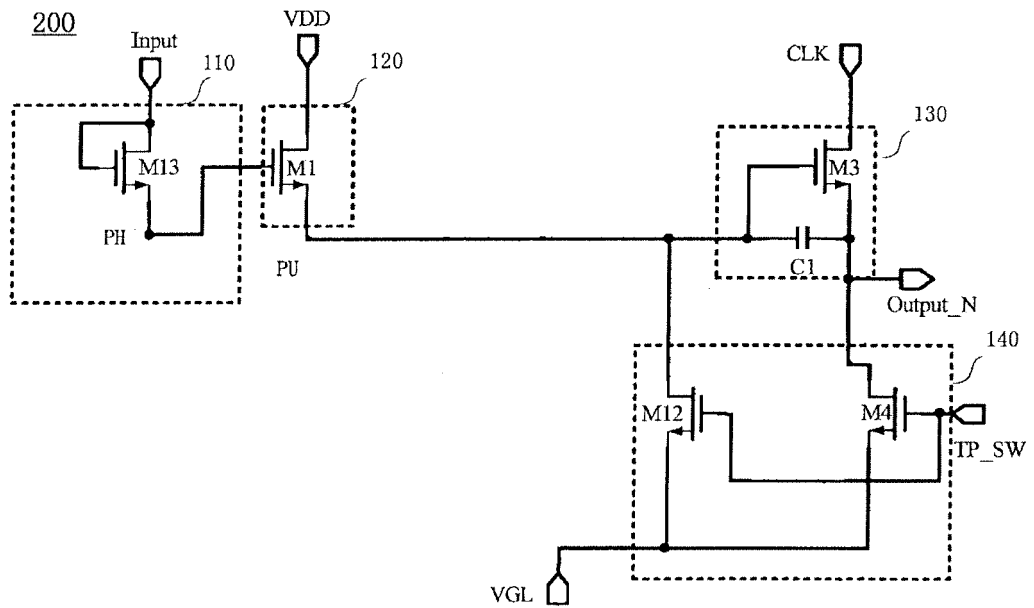 200
Input
VDD
CLK
110
120
130
M13
M1
M3
PH
PU
C1
Output_N
140
M12
M4
TP_SW
VGL